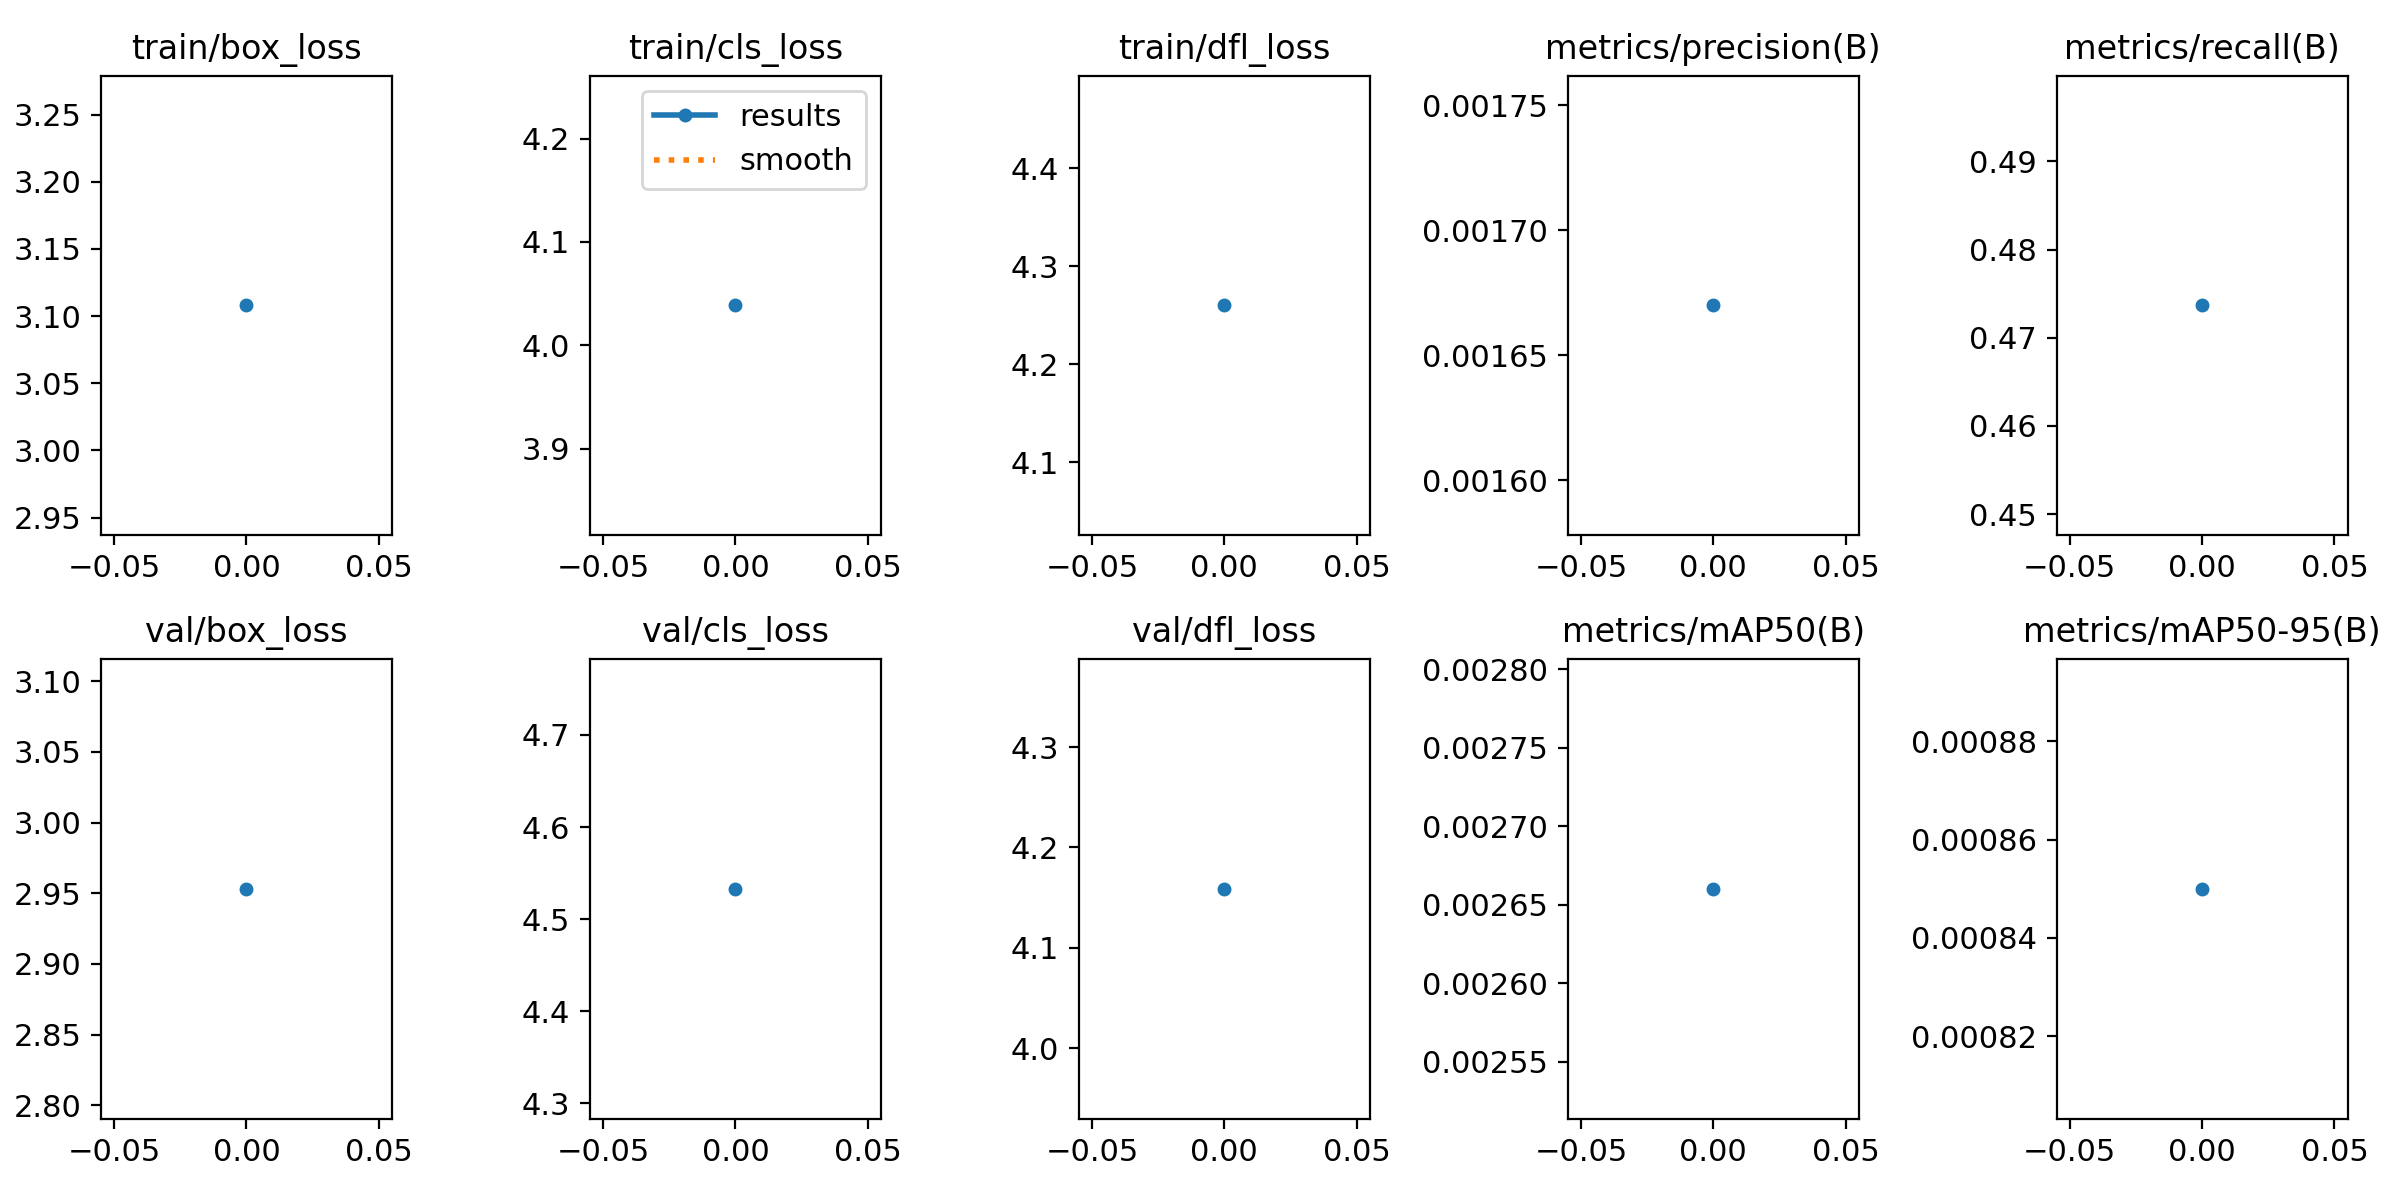 train/box_loss
3.25
3.20
3.15
3.10
3.05
3.00
2.95
−0.05 0.00 0.05
train/cls_loss
results
smooth
4.2
4.1
4.0
3.9
−0.05 0.00 0.05
train/dfl_loss
4.4
4.3
4.2
4.1
−0.05 0.00 0.05
metrics/precision(B)
0.00175
0.00170
0.00165
0.00160
−0.05 0.00 0.05
metrics/recall(B)
0.49
0.48
0.47
0.46
0.45
−0.05 0.00 0.05
val/box_loss
3.10
3.05
3.00
2.95
2.90
2.85
2.80
−0.05 0.00 0.05
val/cls_loss
4.7
4.6
4.5
4.4
4.3
−0.05 0.00 0.05
val/dfl_loss
4.3
4.2
4.1
4.0
−0.05 0.00 0.05
metrics/mAP50(B)
0.00280
0.00275
0.00270
0.00265
0.00260
0.00255
−0.05 0.00 0.05
metrics/mAP50-95(B)
0.00088
0.00086
0.00084
0.00082
−0.05 0.00 0.05